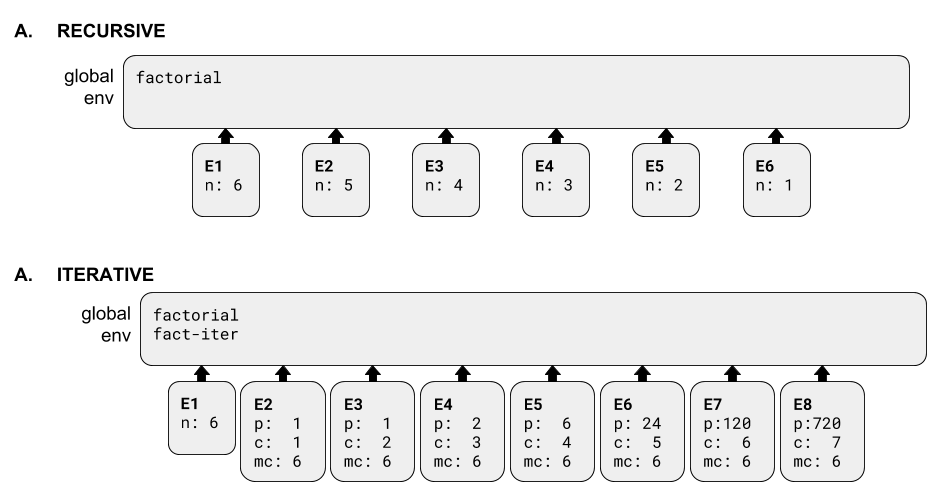 A. RECURSIVE
global
env
factorial
E1
n: 6
E2
n: 5
E3
n: 4
E4
n: 3
E5
n: 2
E6
n: 1
A. ITERATIVE
global
env
factorial
fact-iter
E1
n: 6
E2
p: 1
c: 1
mc: 6
E3
p: 1
c: 2
mc: 6
E4
p: 2
c: 3
mc: 6
E5
p: 6
c: 4
mc: 6
E6
p: 24
c: 5
mc: 6
E7
p:120
c: 6
mc: 6
E8
p:720
c: 7
mc: 6